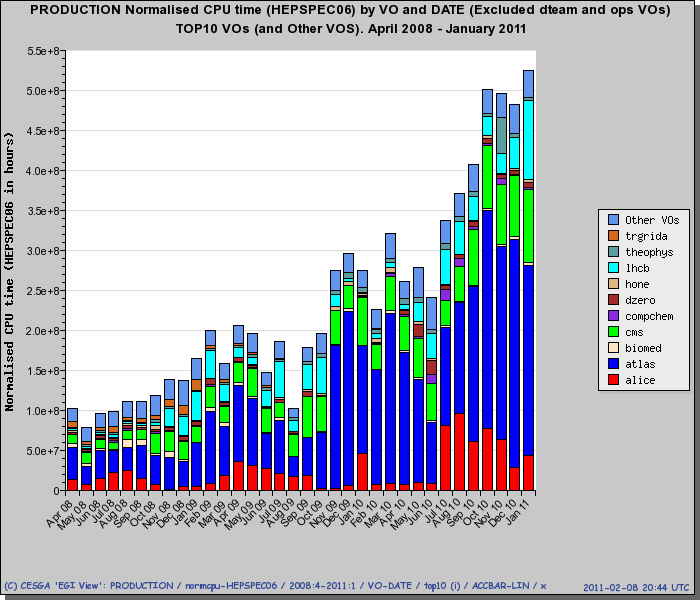 PRODUCTION Normalised CPU time (HEPSPEC06) by VO and DATE (Excluded dteam and ops VOs)
TOP10 VOs (and Other VOS). April 2008 - January 2011
Normalised CPU time (HEPSPEC06 in hours)
5.5e+8
5.0e+8
4.5e+8
4.0e+8
3.5e+8
3.0e+8
2.5e+8
2.0e+8
1.5e+8
1.0e+8
5.0e+7
0
Apr 08
May 08
Jun 08
Jul 08
Aug 08
Sep 08
Oct 08
Nov 08
Dec 08
Jan 09
Feb 09
Mar 09
Apr 09
May 09
Jun 09
Jul 09
Aug 09
Sep 09
Oct 09
Nov 09
Dec 09
Jan 10
Feb 10
Mar 10
Apr 10
May 10
Jun 10
Jul 10
Aug 10
Sep 10
Oct 10
Nov 10
Dec 10
Jan 11
Other VOs
trgrida
theophys
lhcb
hone
dzero
compchem
cms
biomed
atlas
alice
(C) CESGA 'EGI View': PRODUCTION / normcpu-HEPSPEC06 / 2008:4-2011:1 / VO-DATE / top10 (i) / ACCBAR-LIN / x
2011-02-08 20:44 UTC